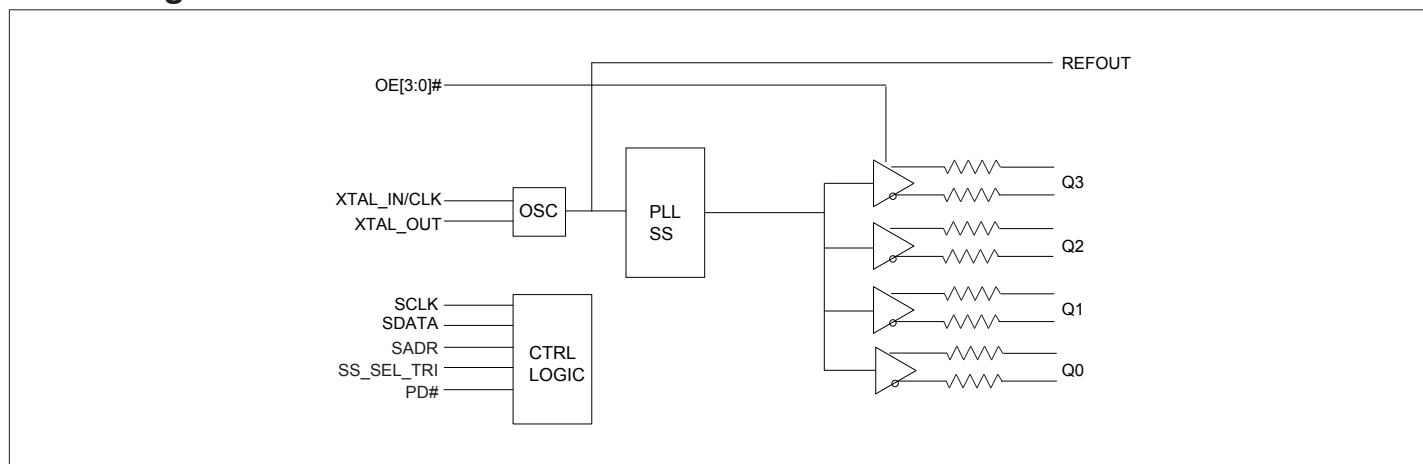 REFOUT
OE[3:0]#
XTAL_IN/CLK
XTAL_OUT
OSC
PLL
SS
Q3
Q2
Q1
Q0
SCLK
SDATA
SADR
SS_SEL_TRI
PD#
CTRL
LOGIC